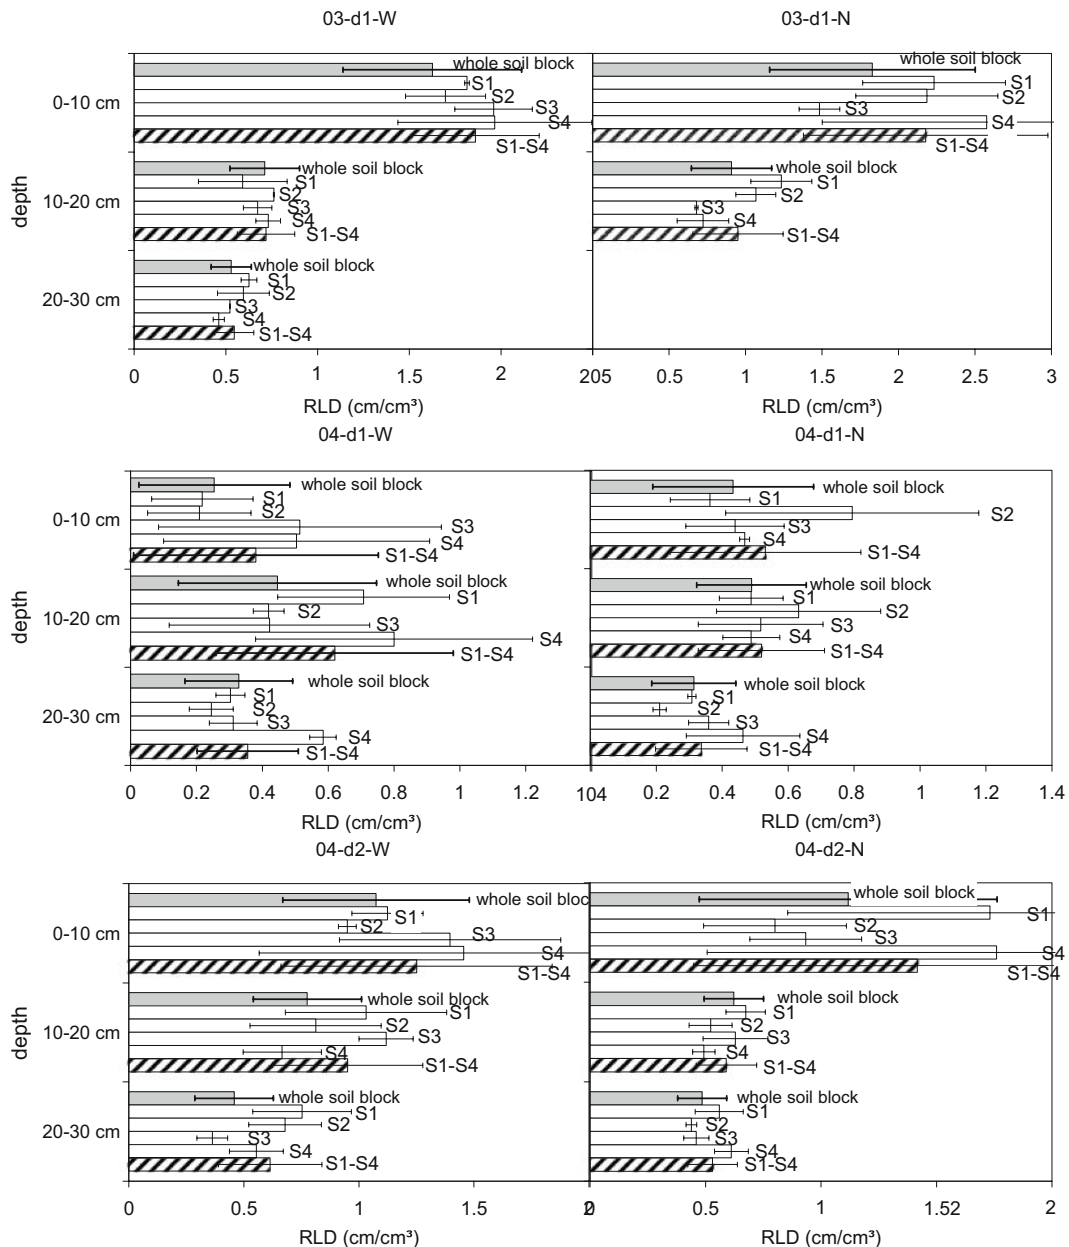 03-d1-W
03-d1-N
whole soil block
S1
S2
S3
S4
S1-S4
whole soil block
S1
S2
S3
S4
S1-S4
whole soil block
S1
S2
S3
S4
S1-S4
0-10 cm
10-20 cm
20-30 cm
depth
0 0.5 1 1.5 2
RLD (cm/cm³)
whole soil block
S1
S2
S3
S4
S1-S4
whole soil block
S1
S2
S3
S4
S1-S4
205 1 1.5 2 2.5 3
RLD (cm/cm³)
04-d1-W
04-d1-N
whole soil block
S1
S2
S3
S4
S1-S4
whole soil block
S1
S2
S3
S4
S1-S4
whole soil block
S1
S2
S3
S4
S1-S4
0-10 cm
10-20 cm
20-30 cm
depth
0 0.2 0.4 0.6 0.8 1 1.2
RLD (cm/cm³)
whole soil block
S1
S2
S3
S4
S1-S4
whole soil block
S1
S2
S3
S4
S1-S4
whole soil block
S1
S2
S3
S4
S1-S4
104 0.2 0.4 0.6 0.8 1 1.2 1.4
RLD (cm/cm³)
04-d2-W
04-d2-N
whole soil bloc
S1
S2
S3
S4
S1-S4
whole soil block
S1
S2
S3
S4
S1-S4
whole soil block
S1
S2
S3
S4
S1-S4
0-10 cm
10-20 cm
20-30 cm
depth
0 0.5 1 1.5
RLD (cm/cm³)
whole soil block
S1
S2
S3
S4
S1-S4
whole soil block
S1
S2
S3
S4
S1-S4
whole soil block
S1
S2
S3
S4
S1-S4
0.5 1 1.52 2
RLD (cm/cm³)